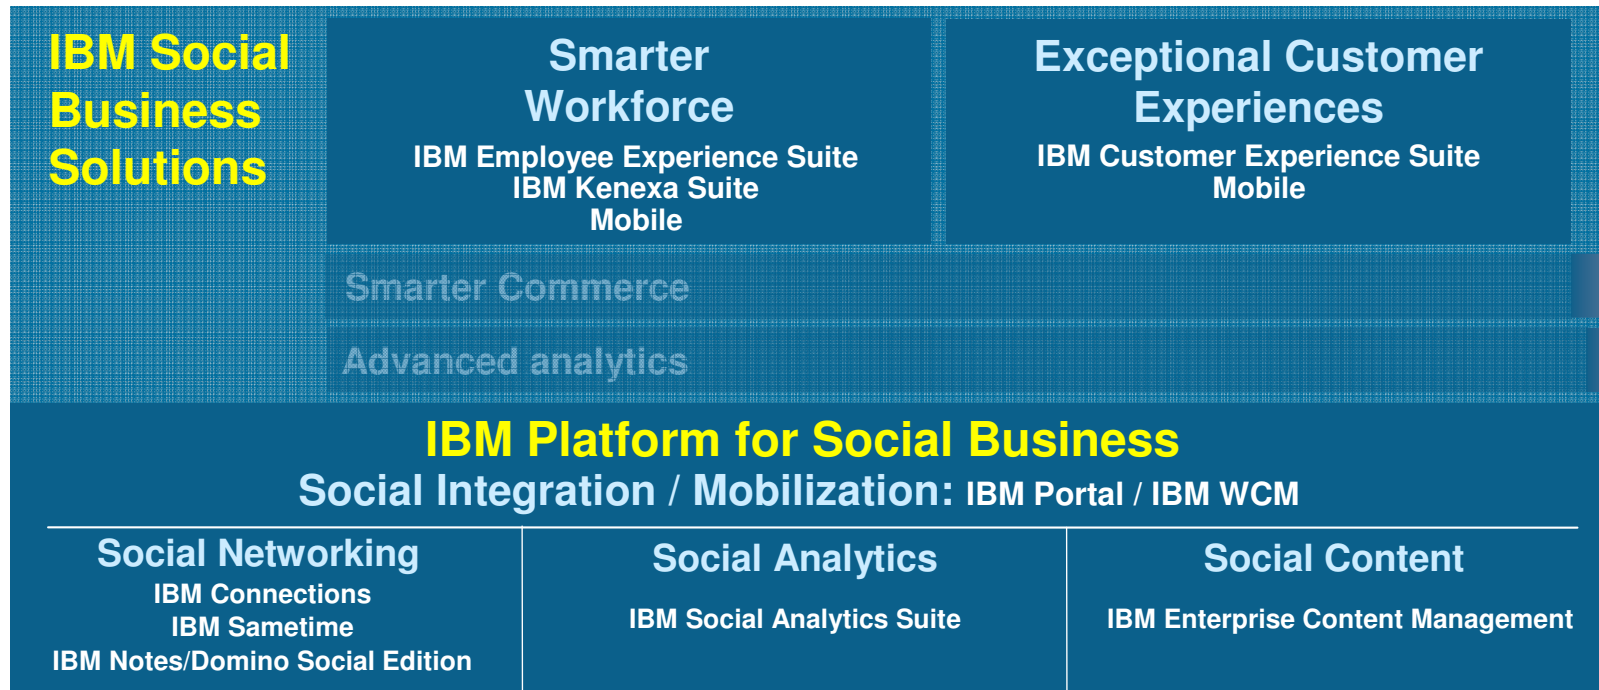 IBM Social
Business
Solutions
Smarter
Workforce
IBM Employee Experience Suite
IBM Kenexa Suite
Mobile
Exceptional Customer
Experiences
IBM Customer Experience Suite
Mobile
Smarter Commerce
Advanced analytics
IBM Platform for Social Business
Social Integration / Mobilization: IBM Portal / IBM WCM
Social Networking
IBM Connections
IBM Sametime
IBM Notes/Domino Social Edition
Social Analytics
IBM Social Analytics Suite
Social Content
IBM Enterprise Content Management